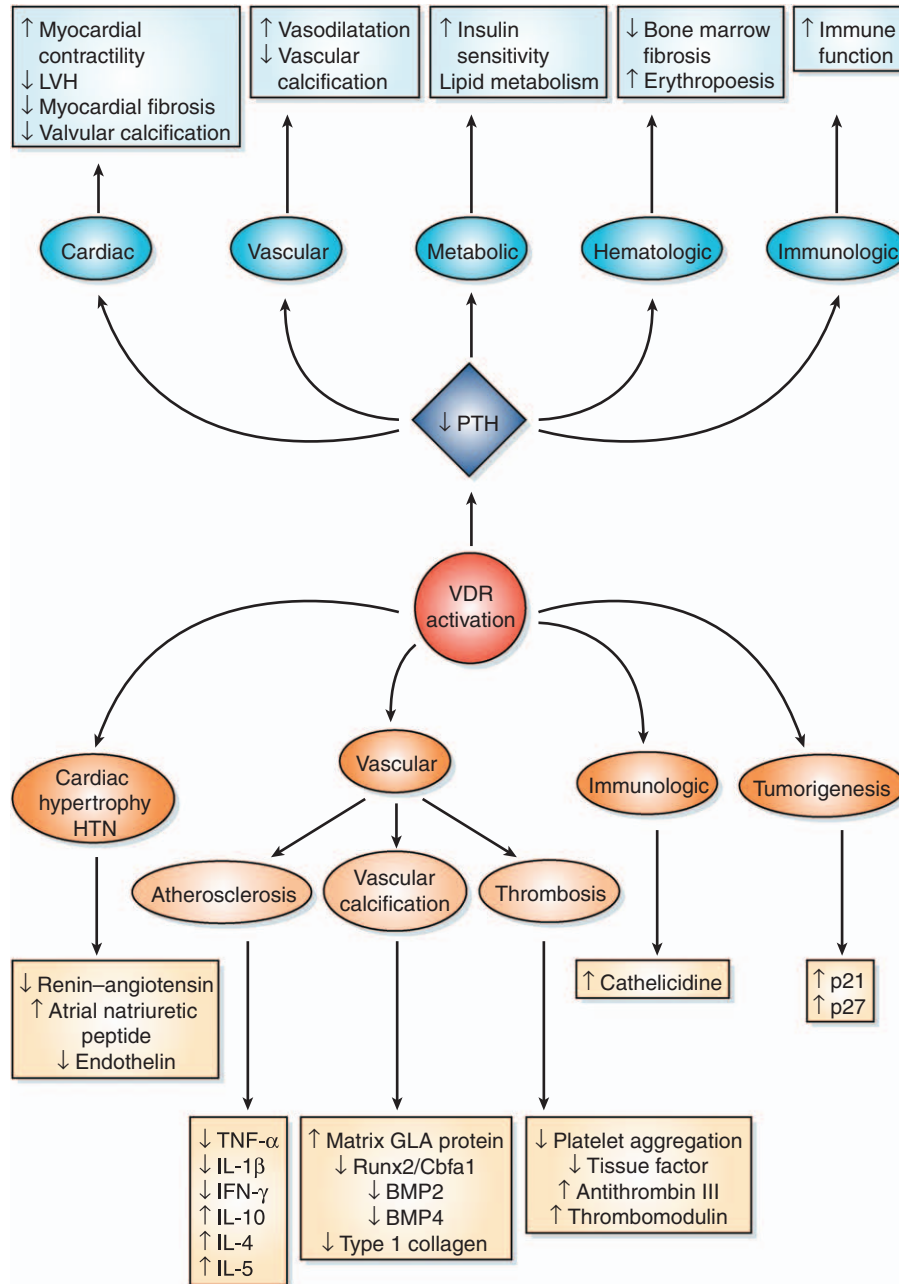 ↑ Myocardial
contractility
↓ LVH
↓ Myocardial fibrosis
↓ Valvular calcification
↑ Vasodilatation
↓ Vascular
calcification
↑ Insulin
sensitivity
Lipid metabolism
↓ Bone marrow
fibrosis
↑ Erythropoesis
↑ Immune
function
Cardiac
Vascular
Metabolic
Hematologic
Immunologic
↓ PTH
VDR
activation
Cardiac
hypertrophy
HTN
Vascular
Immunologic
Tumorigenesis
Atherosclerosis
Vascular
calcification
Thrombosis
↓ Renin–angiotensin
↑ Atrial natriuretic
peptide
↓ Endothelin
↑ Cathelicidine
↑ p21
↑ p27
↓ TNF-α
↓ IL-1β
↓ IFN-γ
↑ IL-10
↑ IL-4
↑ IL-5
↑ Matrix GLA protein
↓ Runx2/Cbfa1
↓ BMP2
↓ BMP4
↓ Type 1 collagen
↓ Platelet aggregation
↓ Tissue factor
↑ Antithrombin III
↑ Thrombomodulin